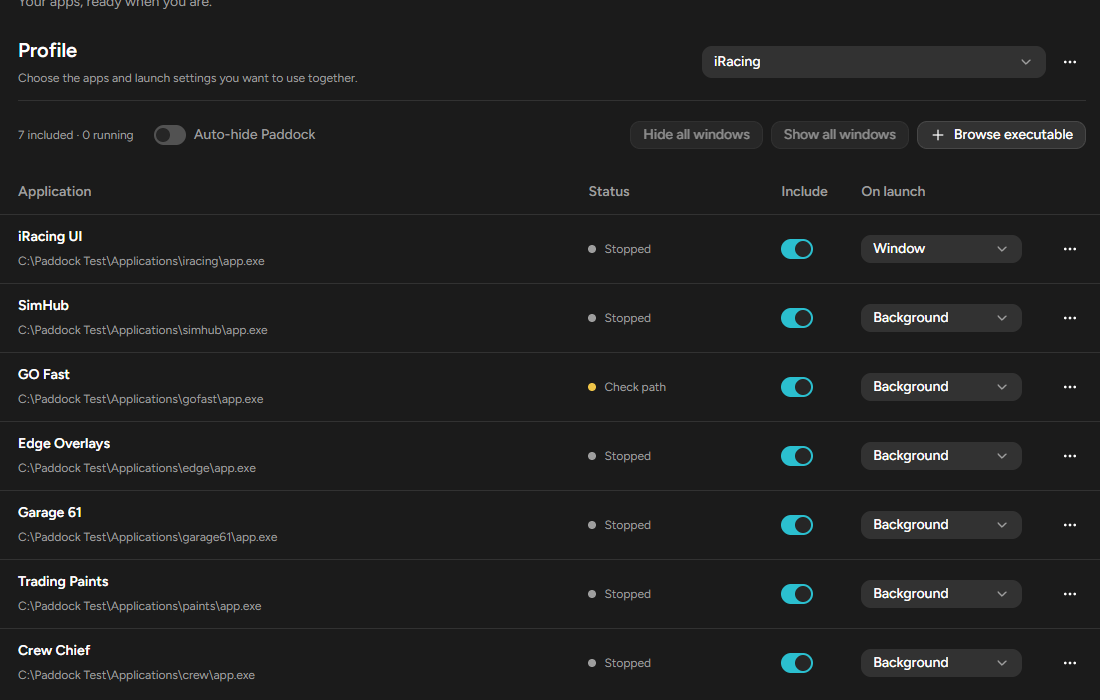 Your apps, ready when you are.
Profile
Choose the apps and launch settings you want to use together.
iRacing
7 included · 0 running
Auto-hide Paddock
Hide all windows
Show all windows
Browse executable
Application
Status
Include
On launch
iRacing UI
C:\Paddock Test\Applications\iracing\app.exe
Stopped
Window
SimHub
C:\Paddock Test\Applications\simhub\app.exe
Stopped
Background
GO Fast
C:\Paddock Test\Applications\gofast\app.exe
Check path
Background
Edge Overlays
C:\Paddock Test\Applications\edge\app.exe
Stopped
Background
Garage 61
C:\Paddock Test\Applications\garage61\app.exe
Stopped
Background
Trading Paints
C:\Paddock Test\Applications\paints\app.exe
Stopped
Background
Crew Chief
C:\Paddock Test\Applications\crew\app.exe
Stopped
Background